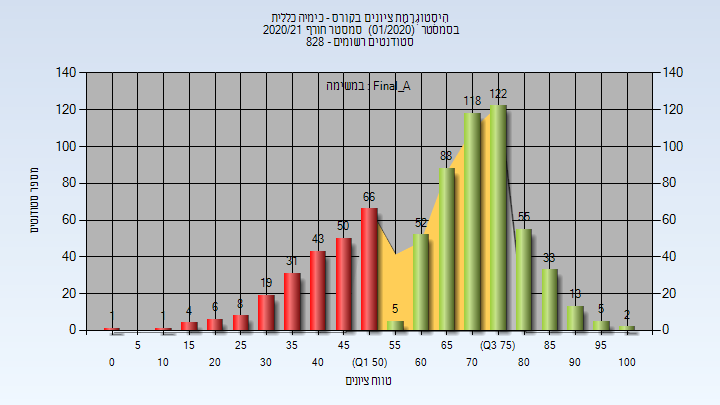 הִיסְטוֹגְרַמַת ציונים בקורס - כימיה כללית
בסמסטר (01/2020) סמסטר חורף 2020/21
סטודנטים רשומים - 828
במשימה : Final_A
מספר סטודנטים
140 120 100 80 60 40 20 0
140 120 100 80 60 40 20 0
1 1 4 6 8 19 31 43 50 66 5 52 88 118 122 55 33 13 5 2
5 15 25 35 45 55 65 (Q3 75) 85 95
0 10 20 30 40 (Q1 50) 60 70 80 90 100
טווח ציונים